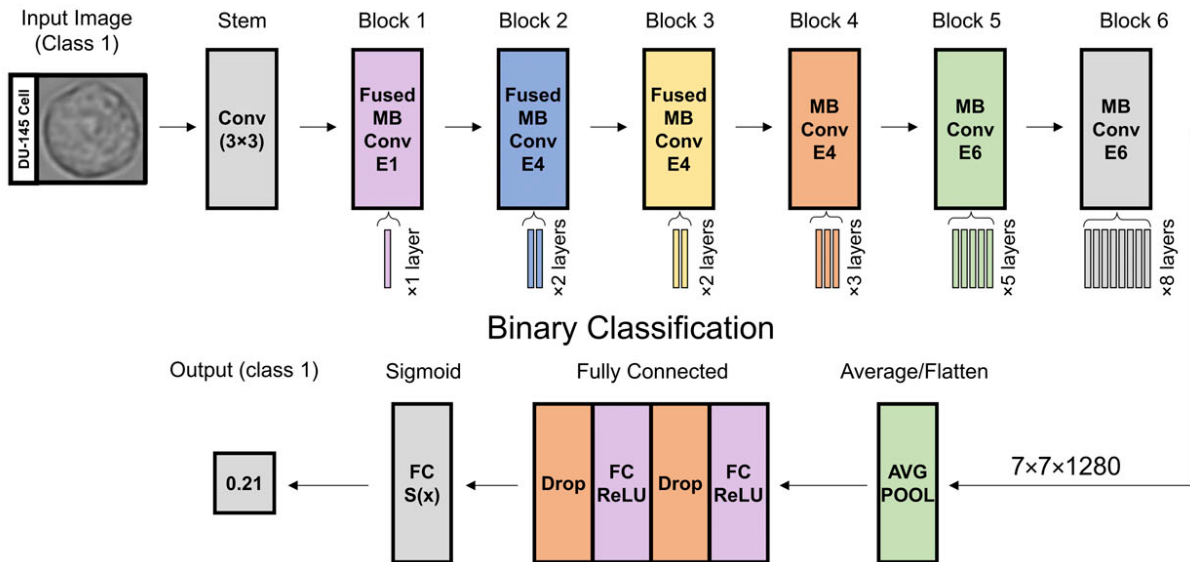 Input Image
(Class 1)
Stem
Block 1
Block 2
Block 3
Block 4
Block 5
Block 6
DU-145 Cell
Conv
(3×3)
Fused
MB
Conv
E1
Fused
MB
Conv
E4
Fused
MB
Conv
E4
MB
Conv
E4
MB
Conv
E6
MB
Conv
E6
×1 layer
×2 layers
×2 layers
×3 layers
×5 layers
×8 layers
Binary Classification
Output (class 1)
Sigmoid
Fully Connected
Average/Flatten
0.21
FC
S(x)
Drop
FC
ReLU
Drop
FC
ReLU
AVG
POOL
7×7×1280